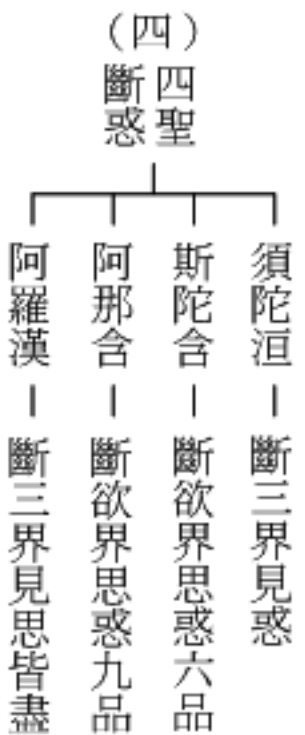 （四）
四聖
斷惑
須陀洹｜斷三界見惑
斯陀含｜斷欲界思惑六品
阿那含｜斷欲界思惑九品
阿羅漢｜斷三界見思皆盡